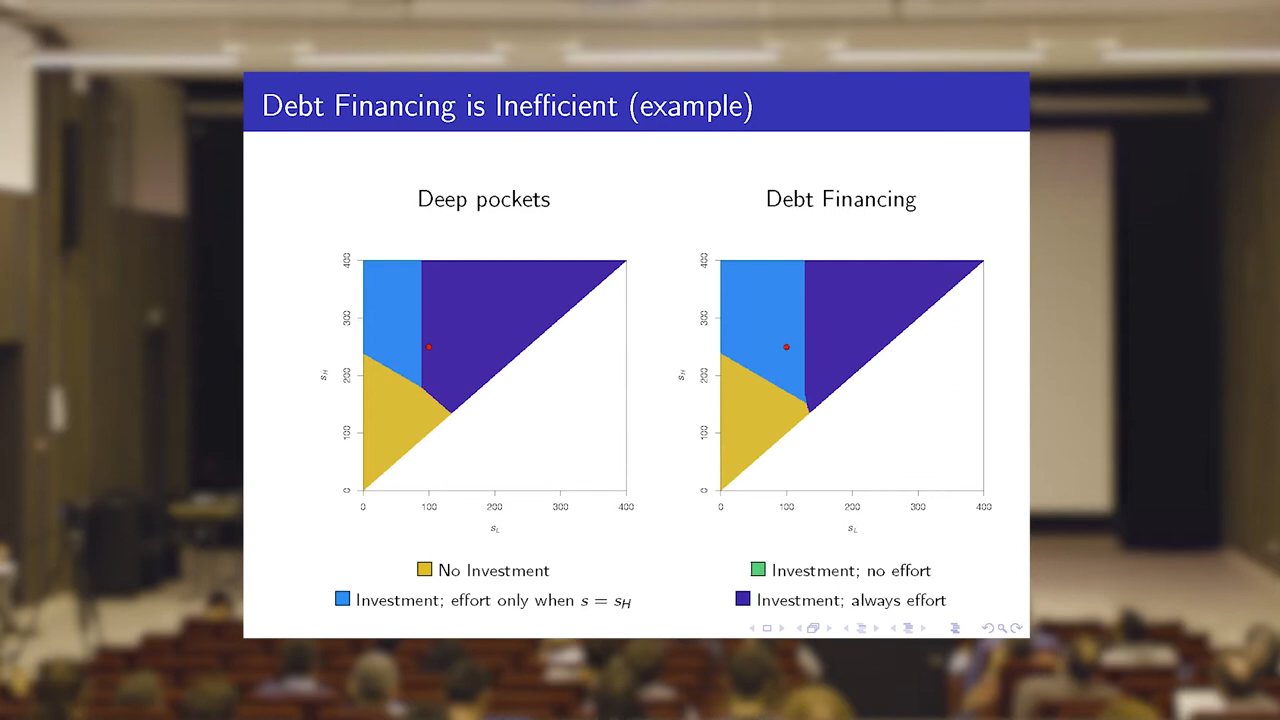 Debt Financing is Inefficient (example)
Deep pockets
Debt Financing
400
300
200
100
0
s_H
0 100 200 300 400
s_L
400
300
200
100
0
s_H
0 100 200 300 400
s_L
No Investment
Investment; no effort
Investment; effort only when s = s_H
Investment; always effort